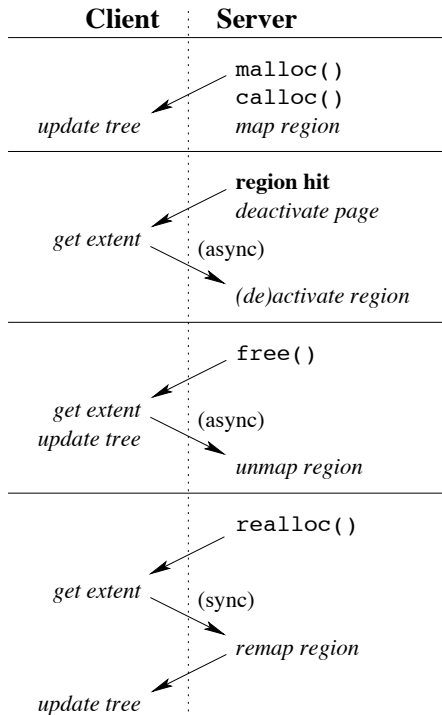 Client Server
malloc()
calloc()
update tree map region
region hit
deactivate page
get extent (async)
(de)activate region
free()
get extent
update tree (async)
unmap region
realloc()
get extent (sync)
remap region
update tree